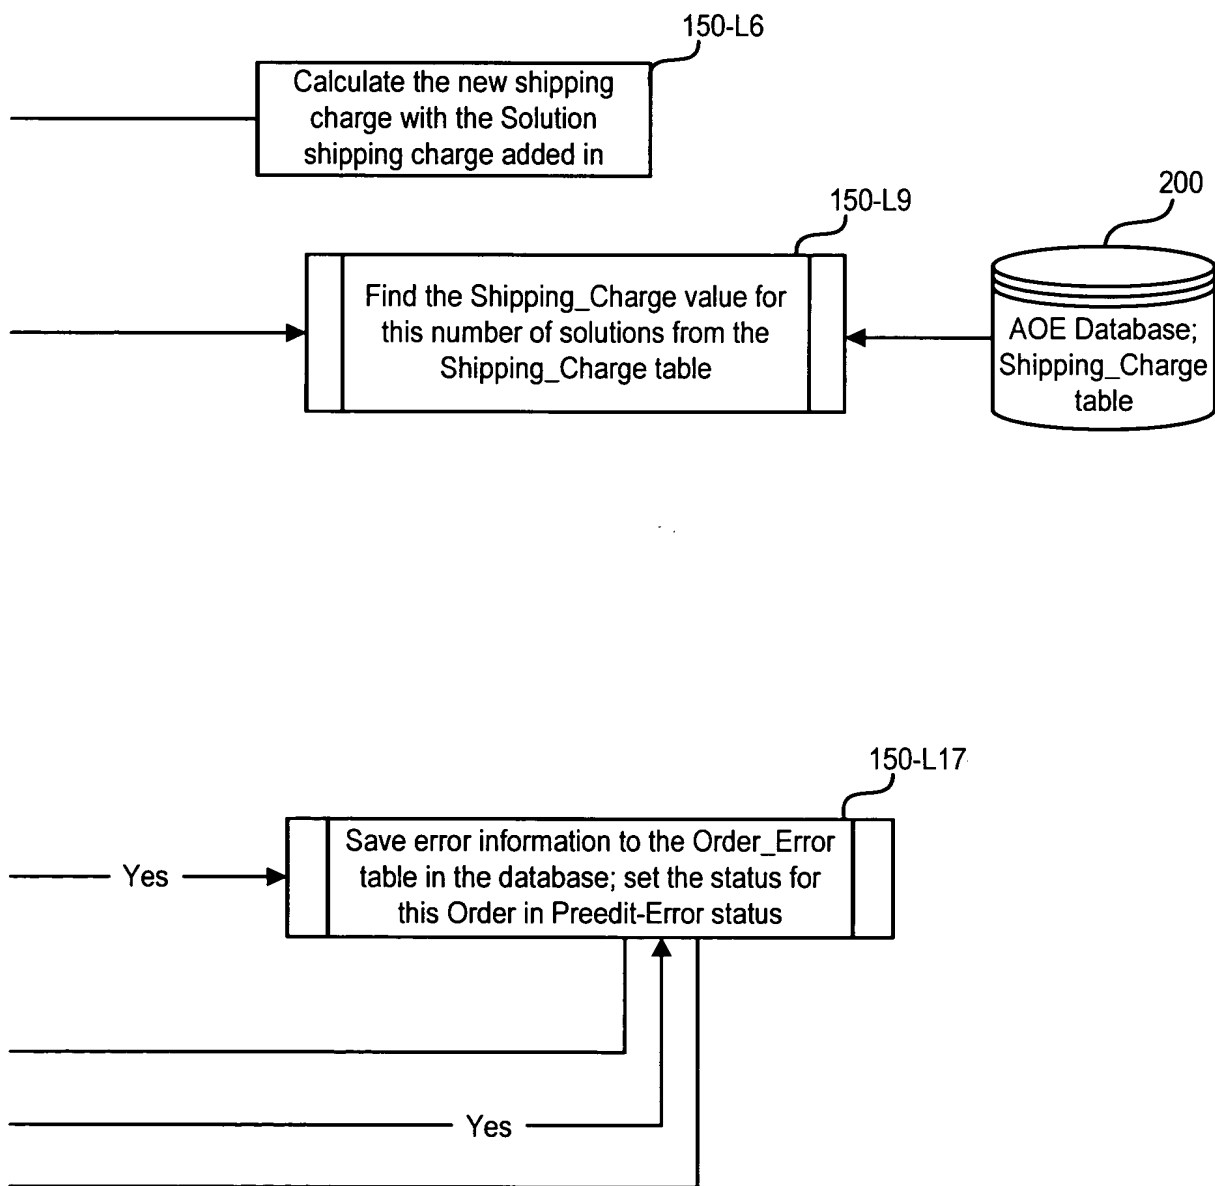 150-L6
Calculate the new shipping
charge with the Solution
shipping charge added in
150-L9
200
Find the Shipping_Charge value for
this number of solutions from the
Shipping_Charge table
AOE Database;
Shipping_Charge
table
150-L17
Save error information to the Order_Error
table in the database; set the status for
this Order in Preedit-Error status
Yes
Yes